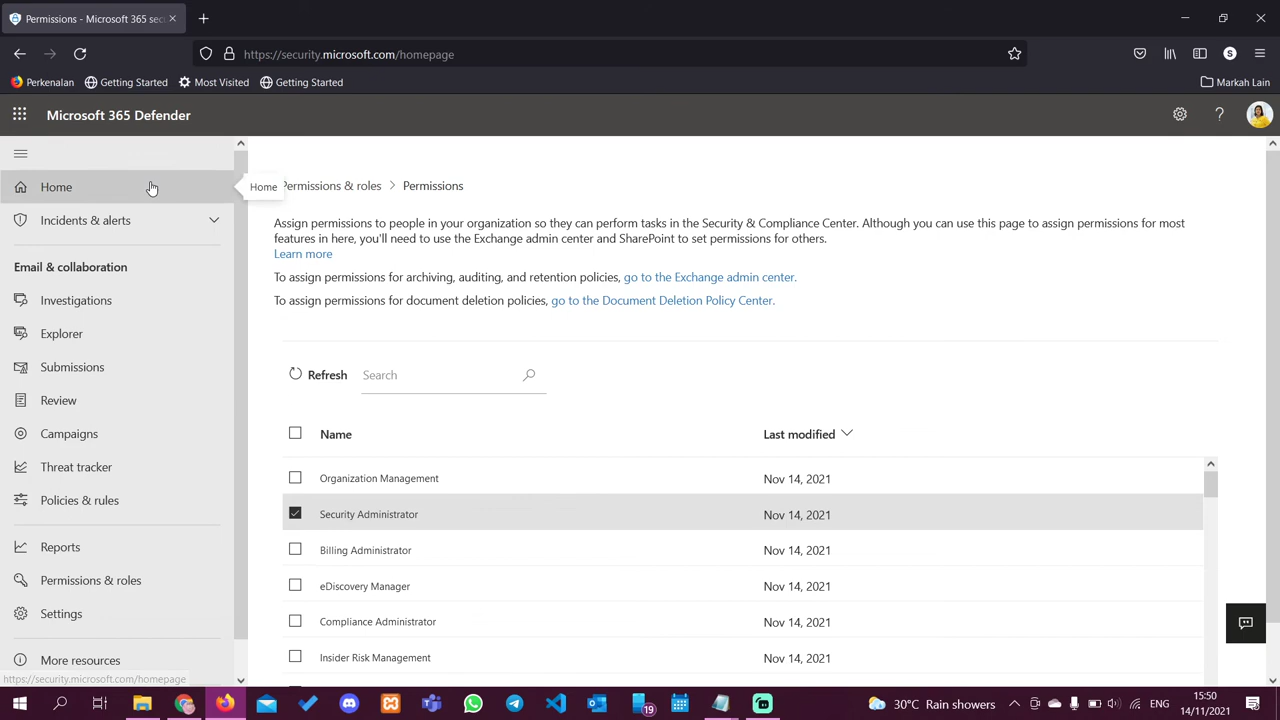 Permissions - Microsoft 365 secu
https://security.microsoft.com/homepage
S
Perkenalan
Getting Started
Most Visited
Getting Started
Markah Lain
Microsoft 365 Defender
?
Home
Home
Permissions & roles > Permissions
Incidents & alerts
Assign permissions to people in your organization so they can perform tasks in the Security & Compliance Center. Although you can use this page to assign permissions for most
features in here, you'll need to use the Exchange admin center and SharePoint to set permissions for others.
Learn more
Email & collaboration
To assign permissions for archiving, auditing, and retention policies, go to the Exchange admin center.
Investigations
To assign permissions for document deletion policies, go to the Document Deletion Policy Center.
Explorer
Submissions
Refresh
Search
Review
Campaigns
Name
Last modified
Threat tracker
Organization Management
Nov 14, 2021
Policies & rules
Security Administrator
Nov 14, 2021
Reports
Billing Administrator
Nov 14, 2021
Permissions & roles
eDiscovery Manager
Nov 14, 2021
Settings
Compliance Administrator
Nov 14, 2021
More resources
Insider Risk Management
Nov 14, 2021
https://security.microsoft.com/homepage
19
30°C Rain showers
ENG
15:50
14/11/2021